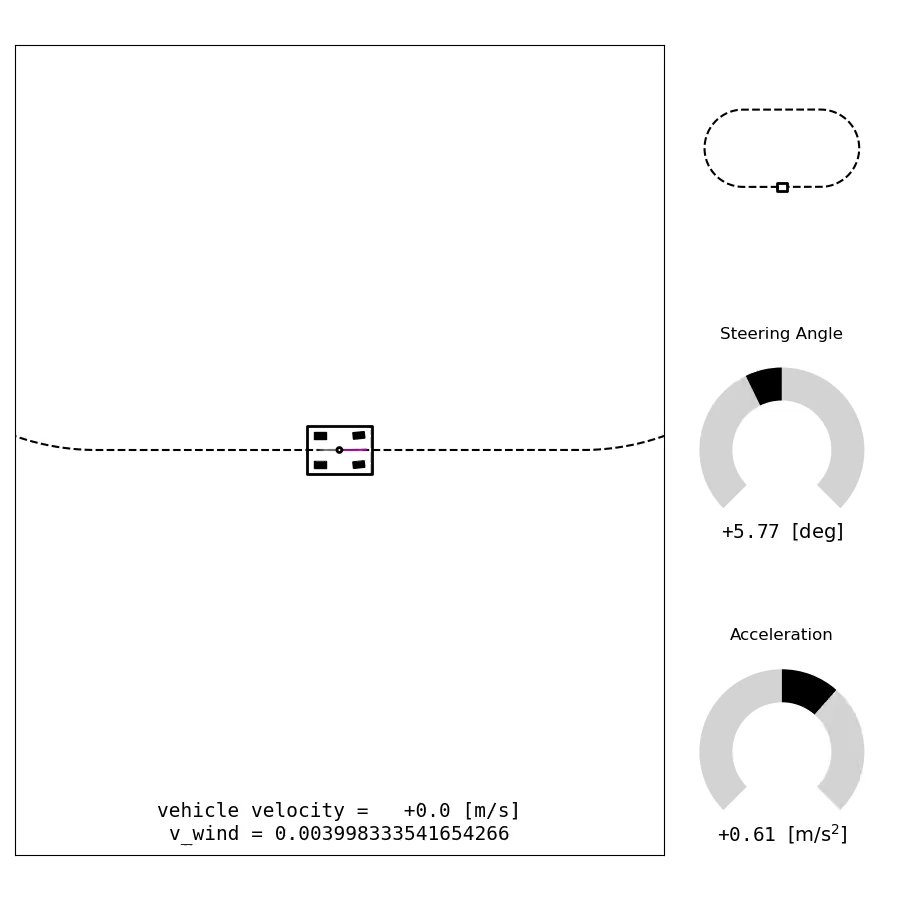 Steering Angle
+5.77 [deg]
Acceleration
+0.61 [m/s²]
vehicle velocity =   +0.0 [m/s]
v_wind = 0.003998333541654266